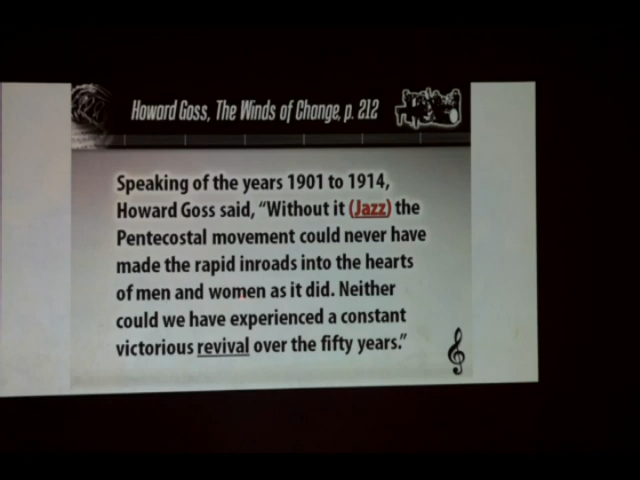 Howard Goss, The Winds of Change, p. 212
Speaking of the years 1901 to 1914,
Howard Goss said, “Without it (Jazz) the
Pentecostal movement could never have
made the rapid inroads into the hearts
of men and women as it did. Neither
could we have experienced a constant
victorious revival over the fifty years.”